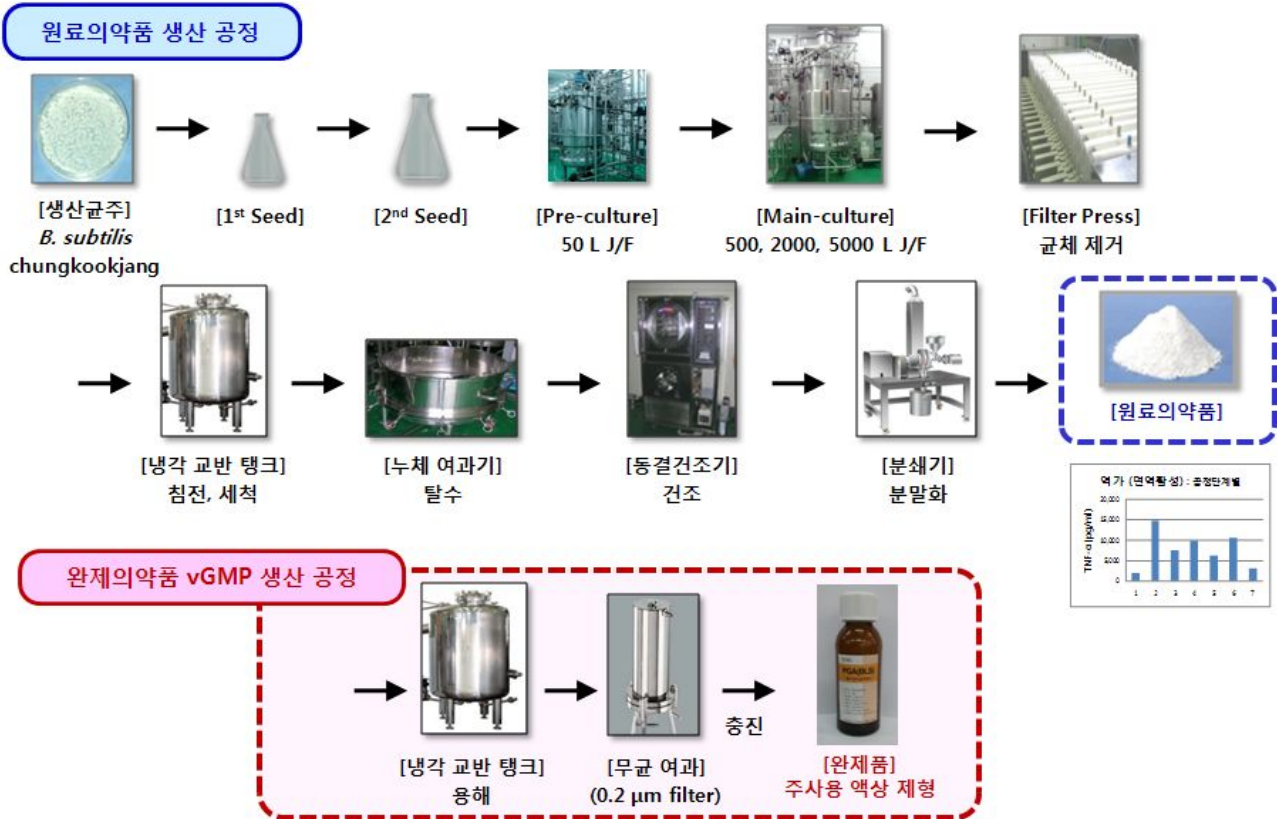 원료의약품 생산 공정
[생산균주]
B. subtilis
chungkookjang
[1st Seed]
[2nd Seed]
[Pre-culture]
50 L J/F
[Main-culture]
500, 2000, 5000 L J/F
[Filter Press]
균체 제거
[냉각 교반 탱크]
침전, 세척
[누체 여과기]
탈수
[동결건조기]
건조
[분쇄기]
분말화
[원료의약품]
역가 (면역활성) : 공정단계별
TNF-α (pg/ml)
20,000
15,000
10,000
5,000
0
1 2 3 4 5 6 7
완제의약품 vGMP 생산 공정
[냉각 교반 탱크]
용해
[무균 여과]
(0.2 μm filter)
충진
[완제품]
주사용 액상 제형